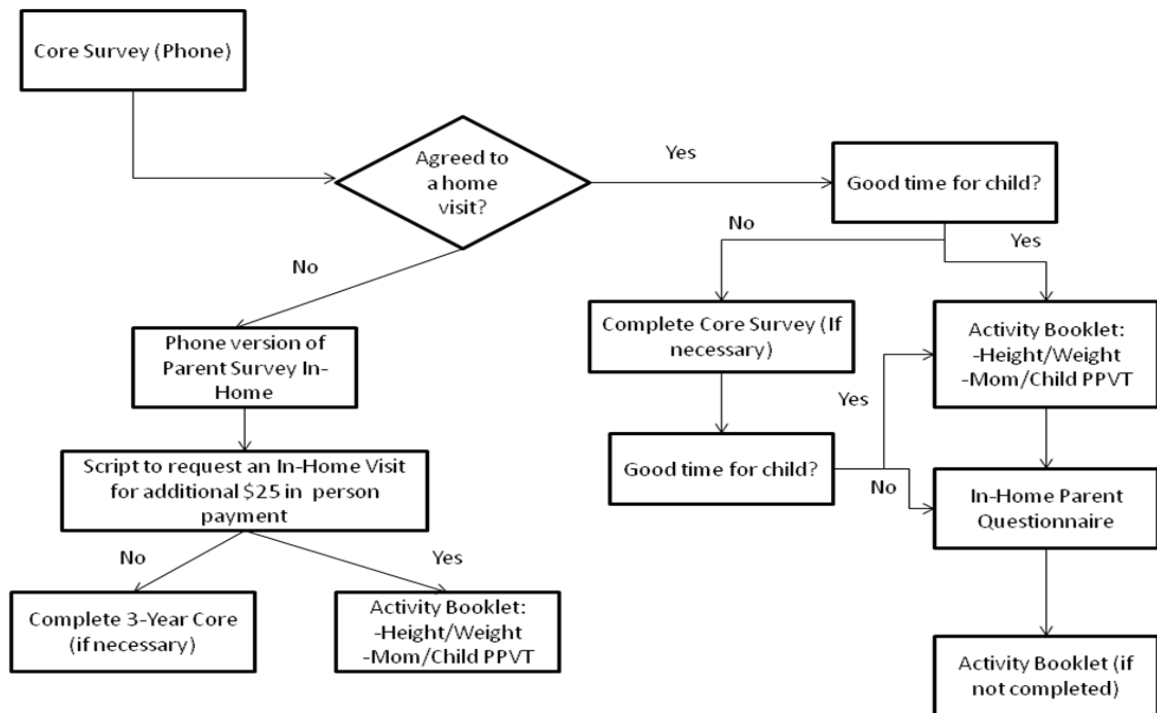 Core Survey (Phone)
Agreed to
a home
visit?
Yes
Good time for child?
No
Yes
No
Complete Core Survey (If
necessary)
Activity Booklet:
-Height/Weight
-Mom/Child PPVT
Phone version of
Parent Survey In-
Home
Yes
Good time for child?
No
Script to request an In-Home Visit
for additional $25 in person
payment
In-Home Parent
Questionnaire
No
Yes
Complete 3-Year Core
(if necessary)
Activity Booklet:
-Height/Weight
-Mom/Child PPVT
Activity Booklet (if
not completed)